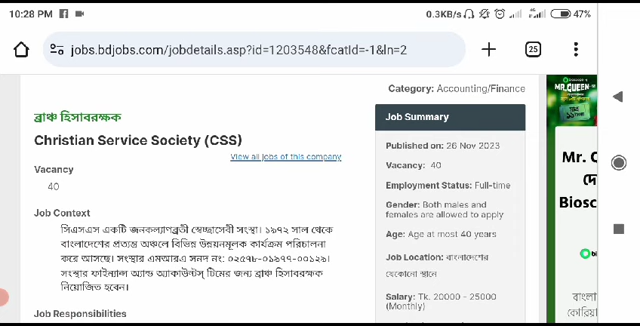 10:28 PM
0.3KB/s
47%
jobs.bdjobs.com/jobdetails.asp?id=1203548&fcatId=-1&ln=2
25
Category: Accounting/Finance
ব্রাঞ্চ হিসাবরক্ষক
Christian Service Society (CSS)
View all jobs of this company
Vacancy
40
Job Context
সিএসএস একটি জনকল্যাণব্রতী স্বেচ্ছাসেবী সংস্থা। ১৯৭২ সাল থেকে
বাংলাদেশের প্রত্যন্ত অঞ্চলে বিভিন্ন উন্নয়নমূলক কার্যক্রম পরিচালনা
করে আসছে। সংস্থার এমআরএ সনদ নং: ০২৫৭৮-০১৯৭৭-০০১২৯।
সংস্থার ফাইন্যান্স অ্যান্ড অ্যাকাউন্টস্ টিমের জন্য ব্রাঞ্চ হিসাবরক্ষক
নিয়োজিত হবেন।
Job Responsibilities
Job Summary
Published on: 26 Nov 2023
Vacancy: 40
Employment Status: Full-time
Gender: Both males and
females are allowed to apply
Age: Age at most 40 years
Job Location: বাংলাদেশের
যেকোনো স্থানে
Salary: Tk. 20000 - 25000
(Monthly)
MR. QUEEN
Mr. Q
দে
Biosc
বাংলা
কোরিয়া